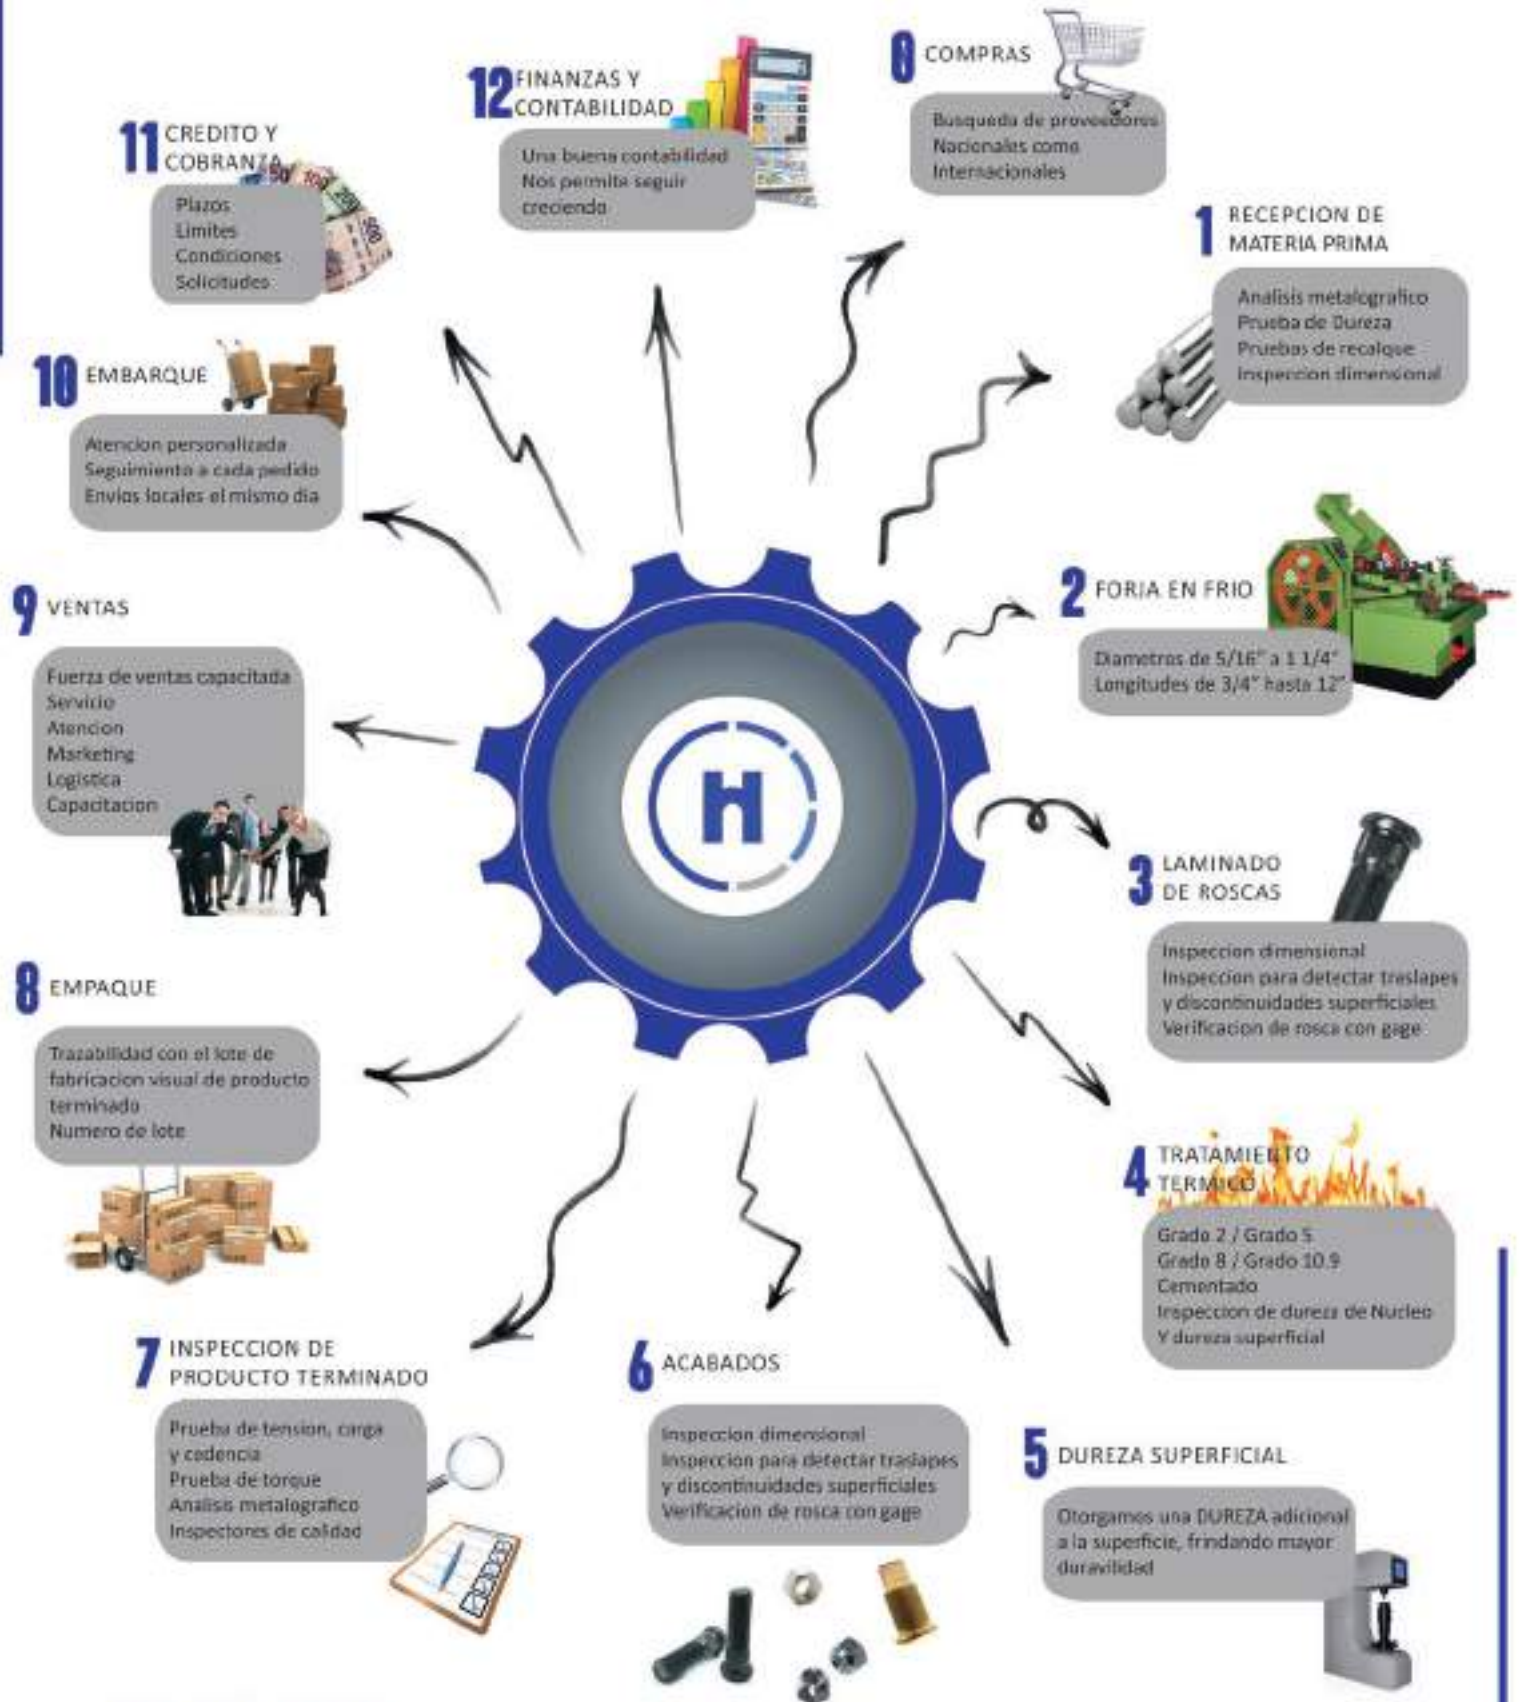 0 COMPRAS
Busqueda de proveedores
Nacionales como
Internacionales
1 RECEPCION DE
MATERIA PRIMA
Analisis metalografico
Prueba de Dureza
Pruebas de recalque
Inspeccion dimensional
2 FORJA EN FRIO
Diametros de 5/16" a 1 1/4"
Longitudes de 3/4" hasta 12"
3 LAMINADO
DE ROSCAS
Inspeccion dimensional
Inspeccion para detectar traslapes
y discontinuidades superficiales
Verificacion de rosca con gage
4 TRATAMIENTO
TERMICO
Grado 2 / Grado 5
Grado 8 / Grado 10.9
Cementado
Inspeccion de dureza de Nucleo
Y dureza superficial
5 DUREZA SUPERFICIAL
Otorgamos una DUREZA adicional
a la superficie, frindando mayor
duravilidad
6 ACABADOS
Inspeccion dimensional
Inspeccion para detectar traslapes
y discontinuidades superficiales
Verificacion de rosca con gage
7 INSPECCION DE
PRODUCTO TERMINADO
Prueba de tension, carga
y cedencia
Prueba de torque
Analisis metalografico
Inspectores de calidad
8 EMPAQUE
Trazabilidad con el lote de
fabricacion visual de producto
terminado
Numero de lote
9 VENTAS
Fuerza de ventas capacitada
Servicio
Atencion
Marketing
Logistica
Capacitacion
10 EMBARQUE
Atencion personalizada
Seguimiento a cada pedido
Envios locales el mismo dia
11 CREDITO Y
COBRANZA
Plazos
Limites
Condiciones
Solicitudes
50 100 200 500
12 FINANZAS Y
CONTABILIDAD
Una buena contabilidad
Nos permite seguir
creciendo
H